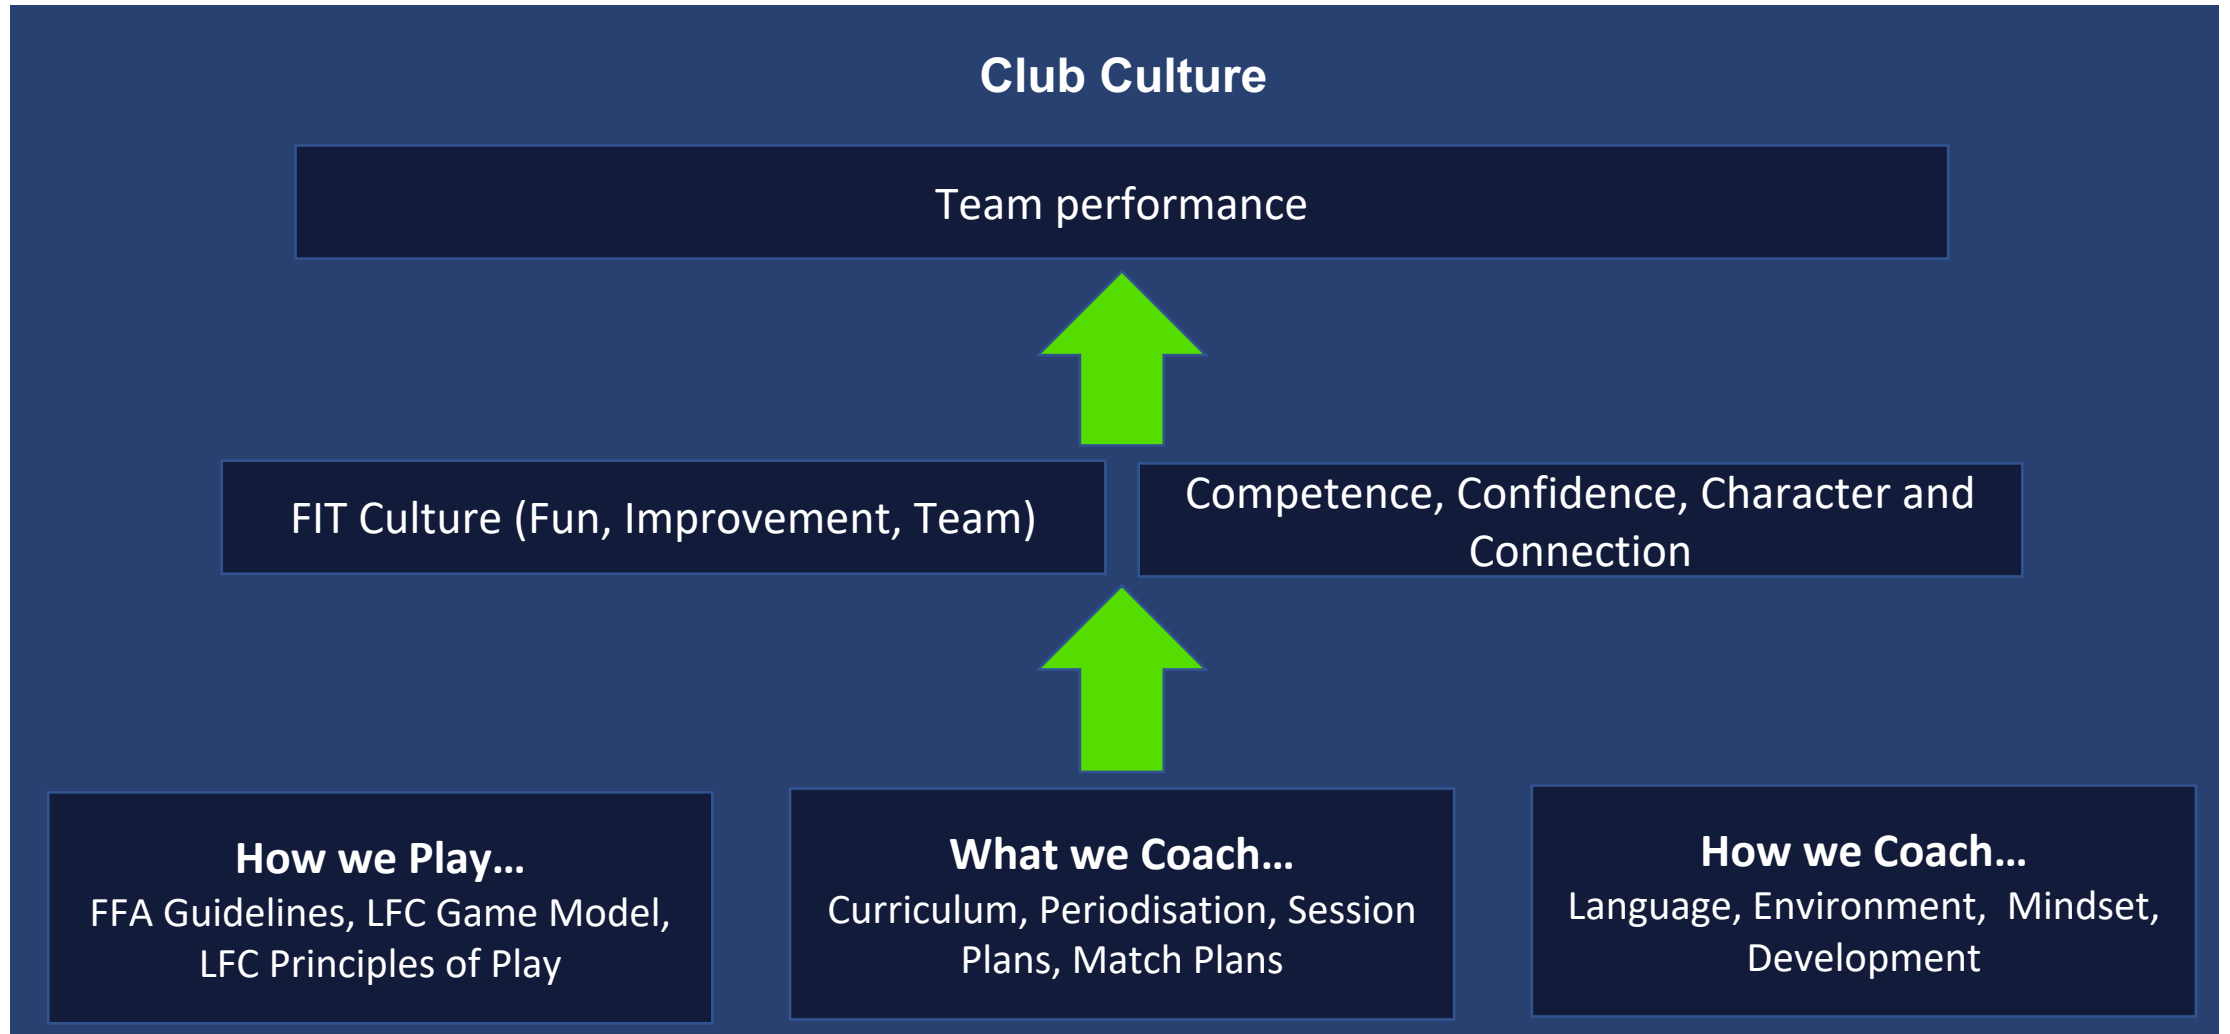 Club Culture
Team performance
FIT Culture (Fun, Improvement, Team)
Competence, Confidence, Character and
Connection
How we Play…
FFA Guidelines, LFC Game Model,
LFC Principles of Play
What we Coach…
Curriculum, Periodisation, Session
Plans, Match Plans
How we Coach…
Language, Environment,  Mindset,
Development